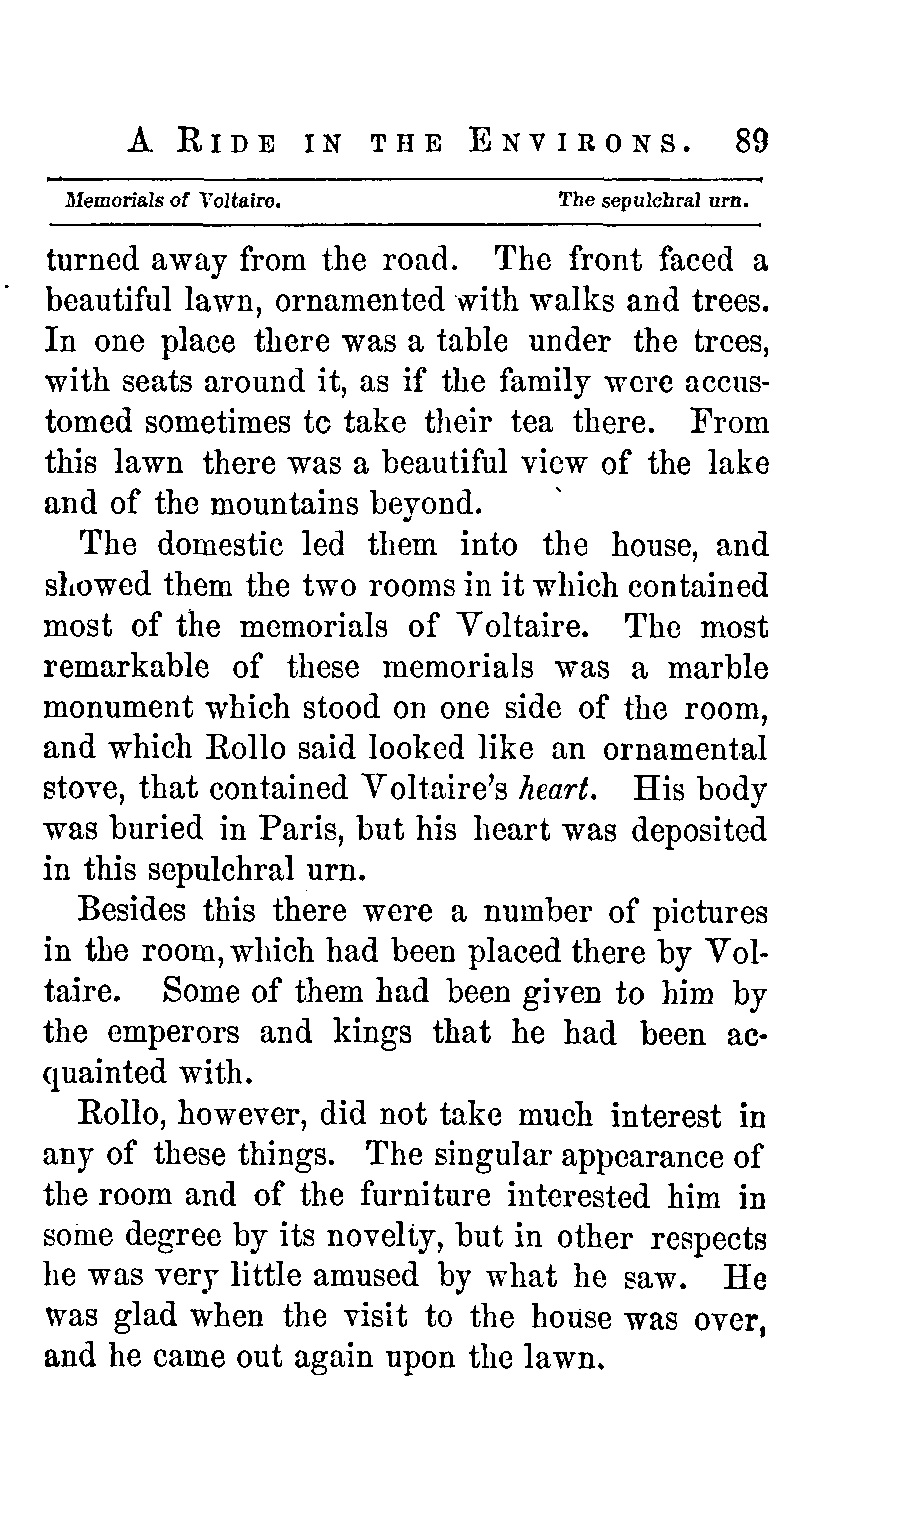 A RIDE IN THE ENVIRONS. 89
Memorials of Voltaire. The sepulchral urn.
turned away from the road. The front faced a
beautiful lawn, ornamented with walks and trees.
In one place there was a table under the trees,
with seats around it, as if the family were accus-
tomed sometimes to take their tea there. From
this lawn there was a beautiful view of the lake
and of the mountains beyond.
The domestic led them into the house, and
showed them the two rooms in it which contained
most of the memorials of Voltaire. The most
remarkable of these memorials was a marble
monument which stood on one side of the room,
and which Rollo said looked like an ornamental
stove, that contained Voltaire's heart. His body
was buried in Paris, but his heart was deposited
in this sepulchral urn.
Besides this there were a number of pictures
in the room, which had been placed there by Vol-
taire. Some of them had been given to him by
the emperors and kings that he had been ac-
quainted with.
Rollo, however, did not take much interest in
any of these things. The singular appearance of
the room and of the furniture interested him in
some degree by its novelty, but in other respects
he was very little amused by what he saw. He
was glad when the visit to the house was over,
and he came out again upon the lawn.